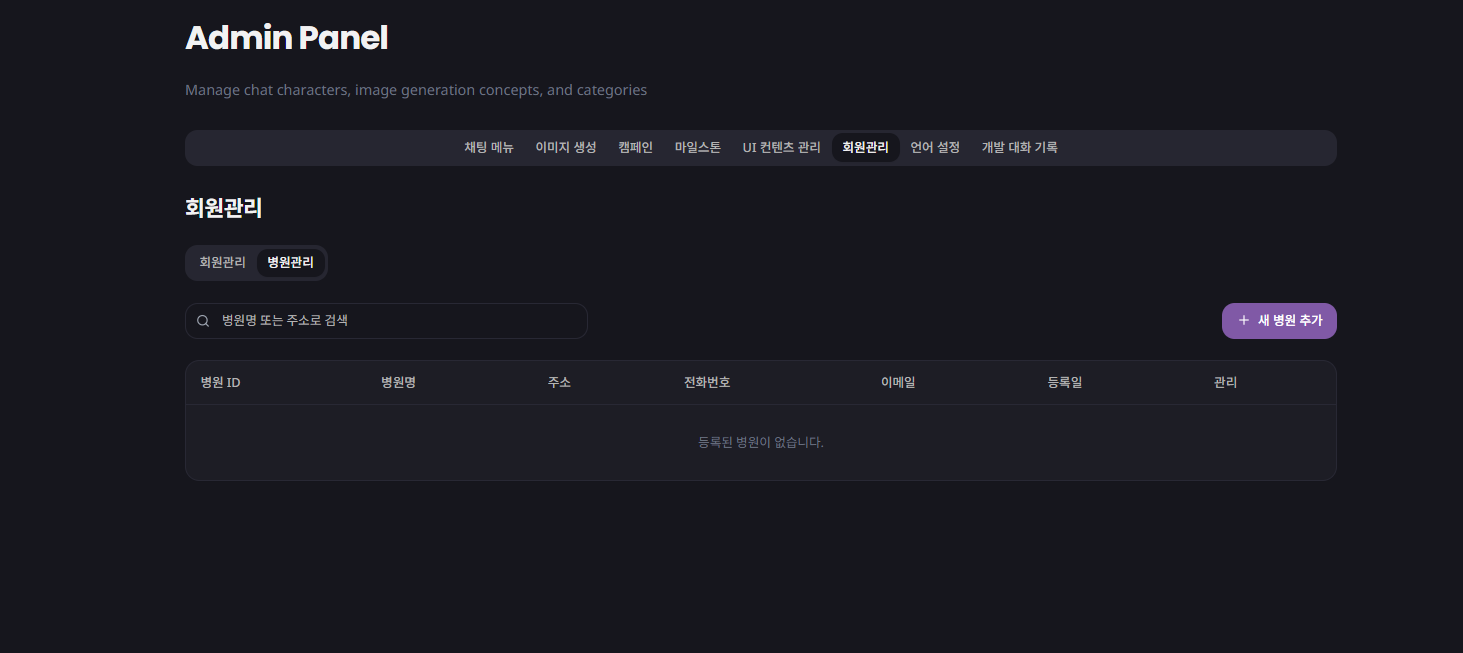 Admin Panel
Manage chat characters, image generation concepts, and categories
채팅 메뉴 이미지 생성 캠페인 마일스톤 UI 컨텐츠 관리 회원관리 언어 설정 개발 대화 기록
회원관리
회원관리 병원관리
병원명 또는 주소로 검색 + 새 병원 추가
병원 ID 병원명 주소 전화번호 이메일 등록일 관리
등록된 병원이 없습니다.